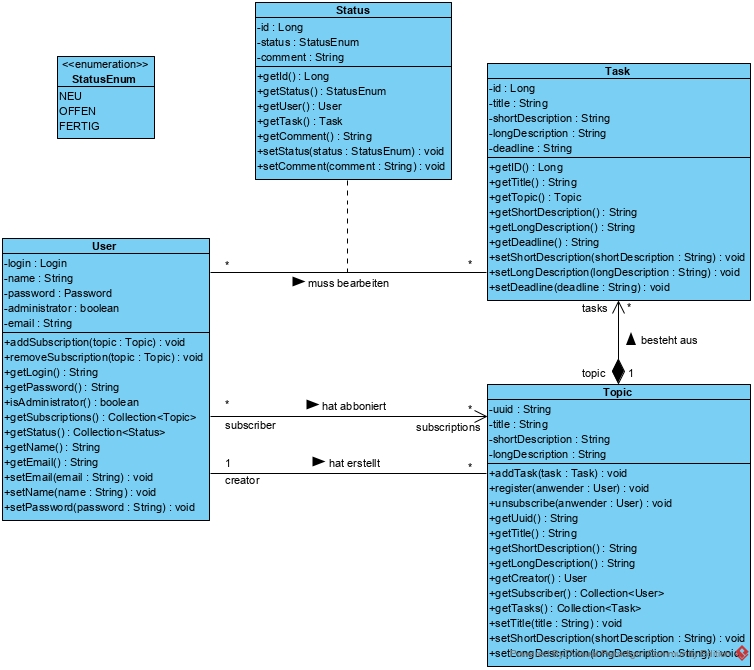 <<enumeration>>
StatusEnum
NEU
OFFEN
FERTIG
Status
-id : Long
-status : StatusEnum
-comment : String
+getId() : Long
+getStatus() : StatusEnum
+getUser() : User
+getTask() : Task
+getComment() : String
+setStatus(status : StatusEnum) : void
+setComment(comment : String) : void
Task
-id : Long
-title : String
-shortDescription : String
-longDescription : String
-deadline : String
+getID() : Long
+getTitle() : String
+getTopic() : Topic
+getShortDescription() : String
+getLongDescription() : String
+getDeadline() : String
+setShortDescription(shortDescription : String) : void
+setLongDescription(longDescription : String) : void
+setDeadline(deadline : String) : void
User
-login : Login
-name : String
-password : Password
-administrator : boolean
-email : String
+addSubscription(topic : Topic) : void
+removeSubscription(topic : Topic) : void
+getLogin() : String
+getPassword() : String
+isAdministrator() : boolean
+getSubscriptions() : Collection<Topic>
+getStatus() : Collection<Status>
+getName() : String
+getEmail() : String
+setEmail(email : String) : void
+setName(name : String) : void
+setPassword(password : String) : void
* *
muss bearbeiten
tasks *
besteht aus
topic 1
* hat abboniert *
subscriber subscriptions
1 hat erstellt *
creator
Topic
-uuid : String
-title : String
-shortDescription : String
-longDescription : String
+addTask(task : Task) : void
+register(anwender : User) : void
+unsubscribe(anwender : User) : void
+getUuid() : String
+getTitle() : String
+getShortDescription() : String
+getLongDescription() : String
+getCreator() : User
+getSubscriber() : Collection<User>
+getTasks() : Collection<Task>
+setTitle(title : String) : void
+setShortDescription(shortDescription : String) : void
+setLongDescription(longDescription : String) : void